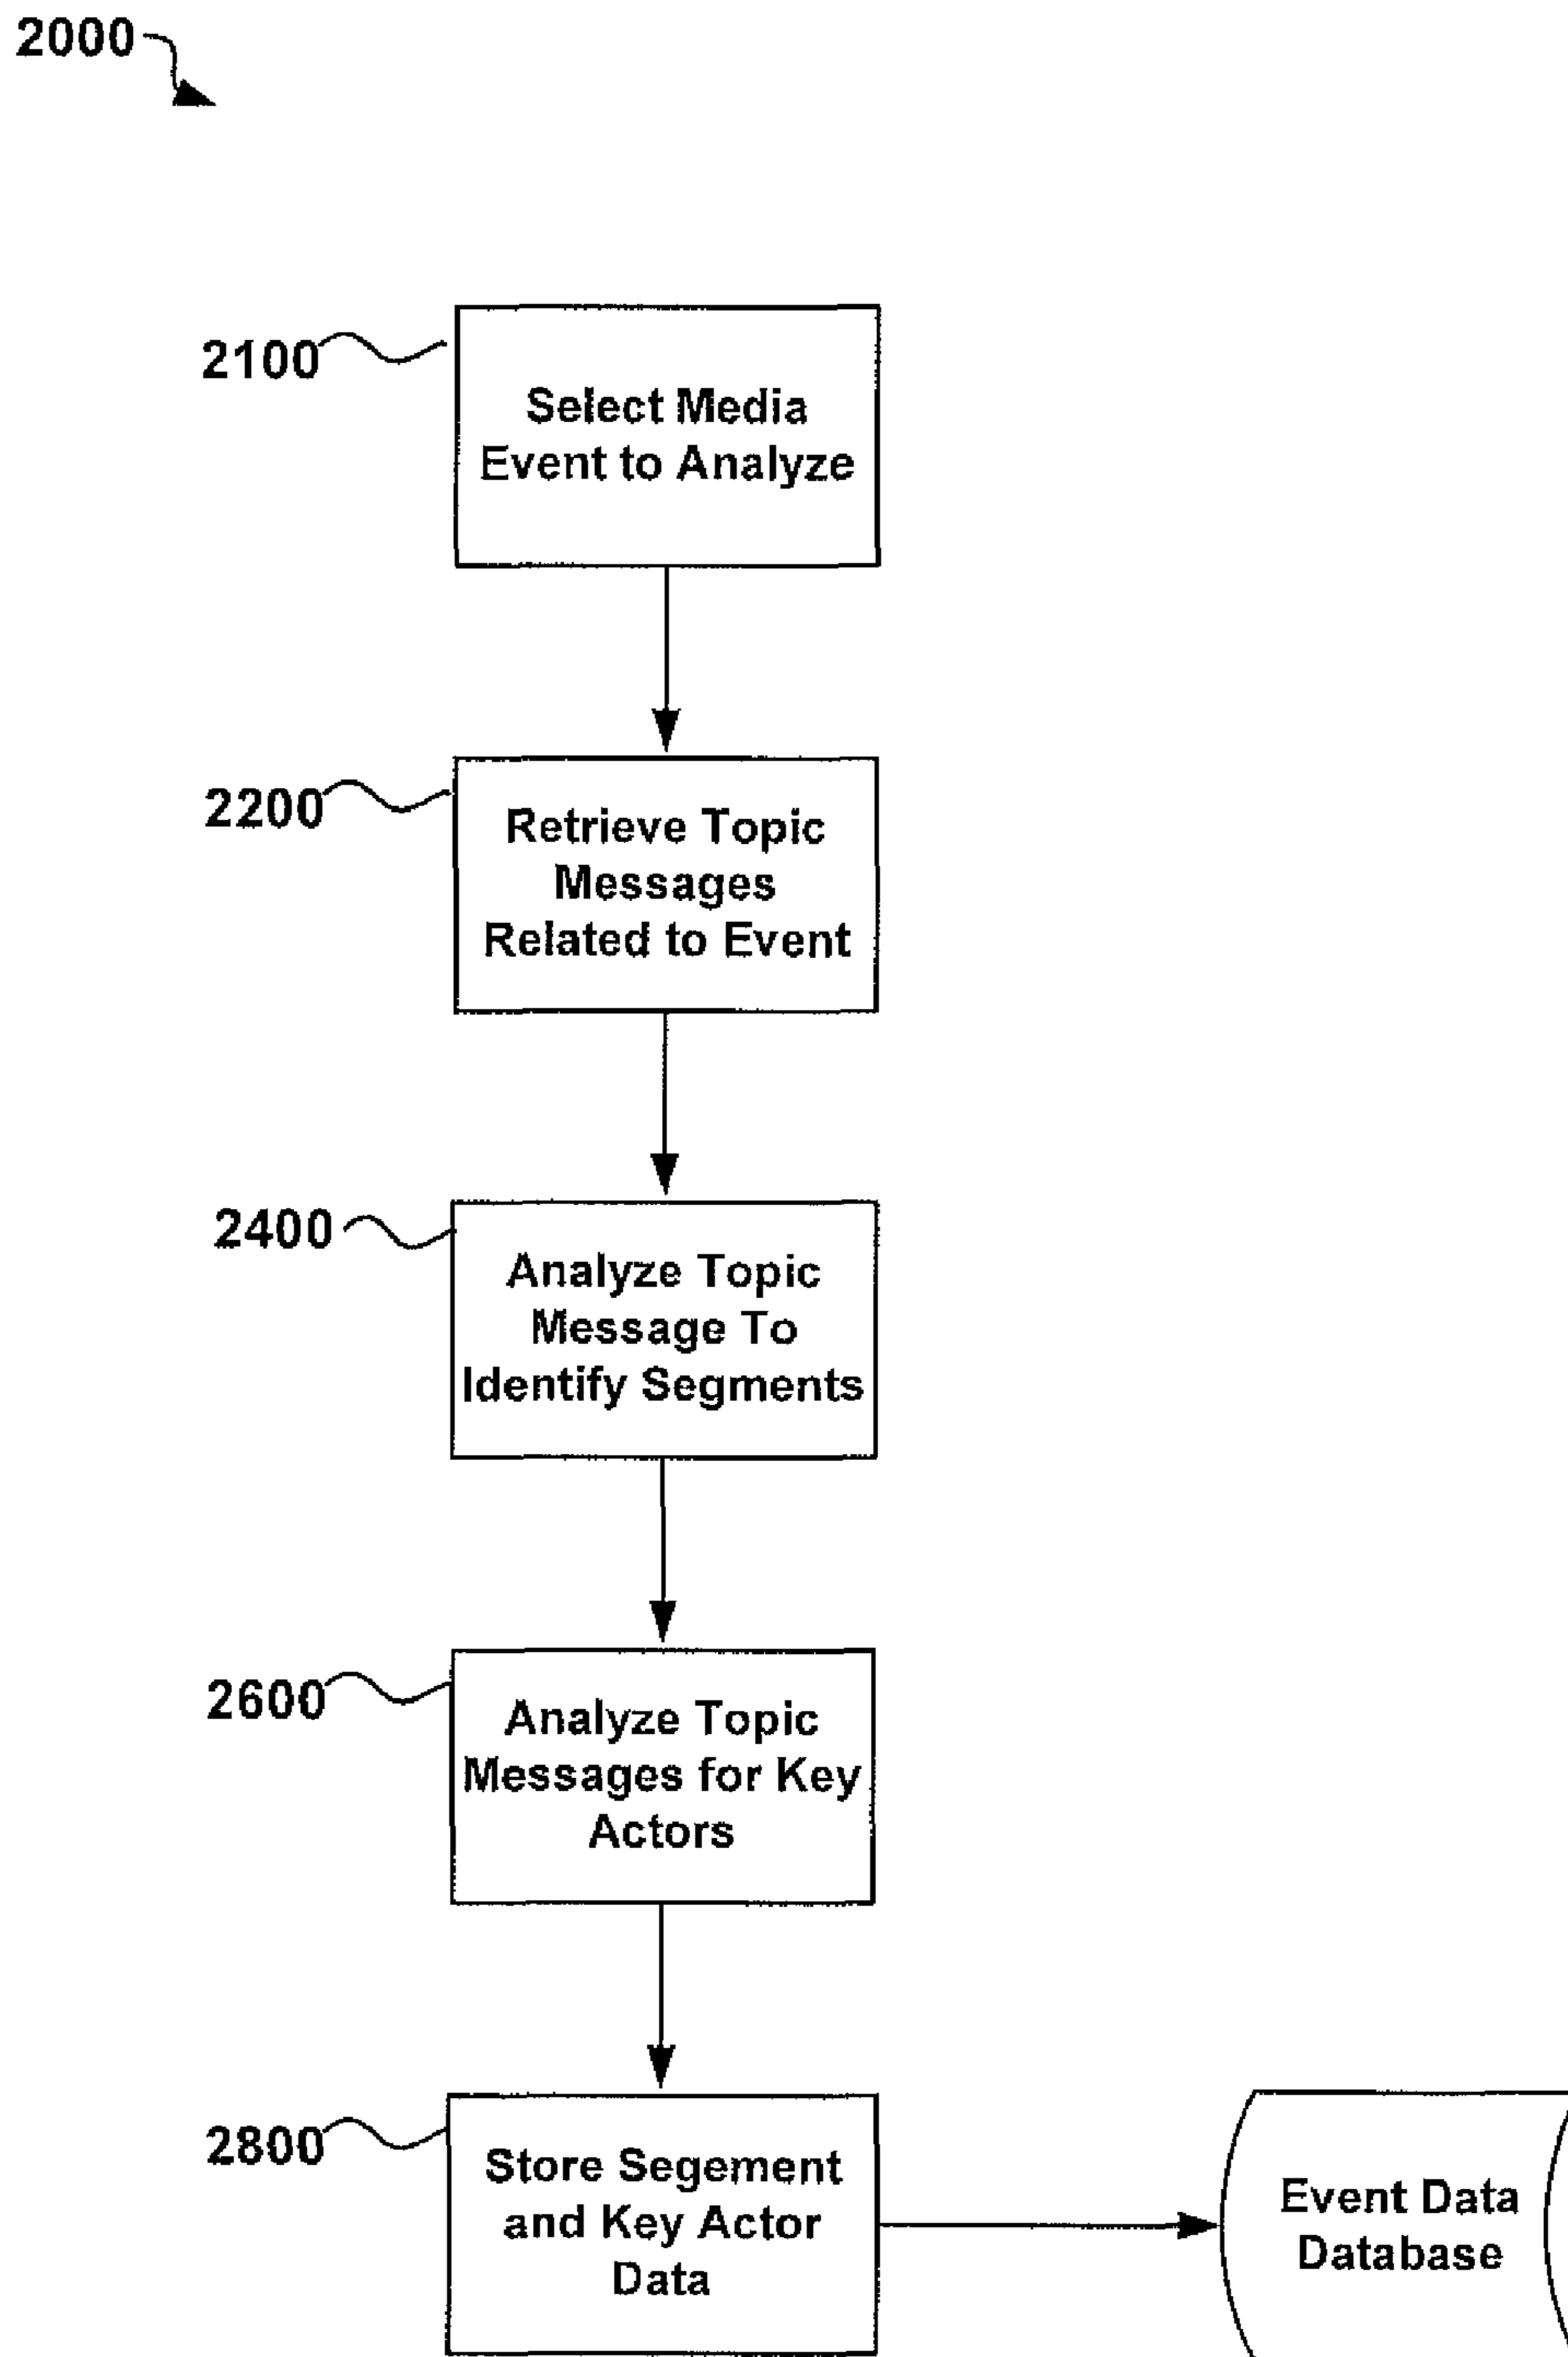 2000
2100
Select Media
Event to Analyze
2200
Retrieve Topic
Messages
Related to Event
2400
Analyze Topic
Message To
Identify Segments
2600
Analyze Topic
Messages for Key
Actors
2800
Store Segement
and Key Actor
Data
Event Data
Database